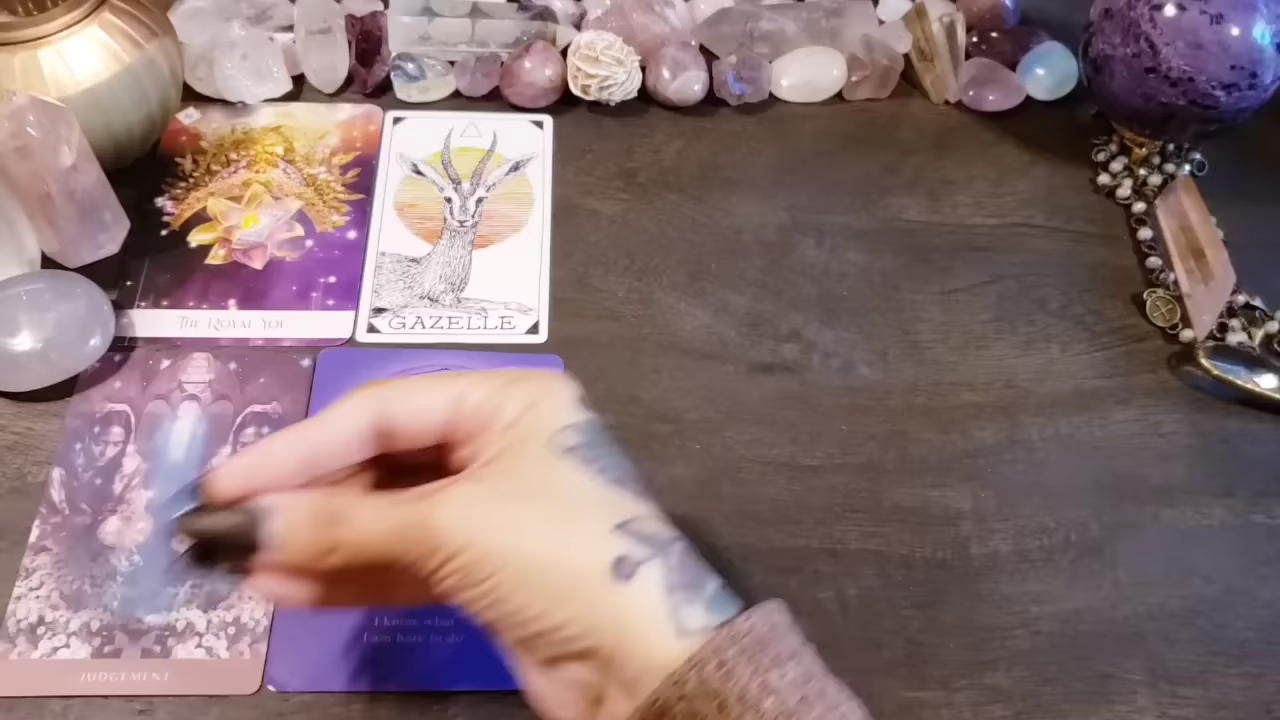 THE ROYAL YOU
GAZELLE
JUDGEMENT
I know what
I am here to do